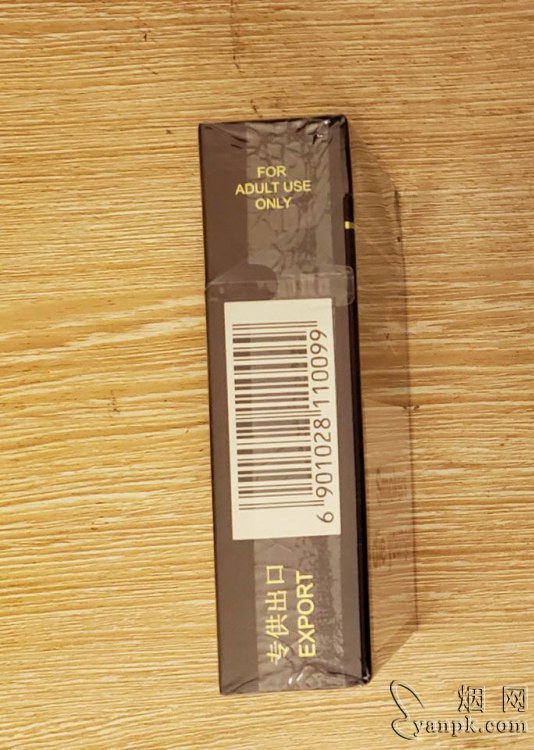 FOR
ADULT USE
ONLY
6 901028 110099
专供出口
EXPORT
烟网
yanpk.com